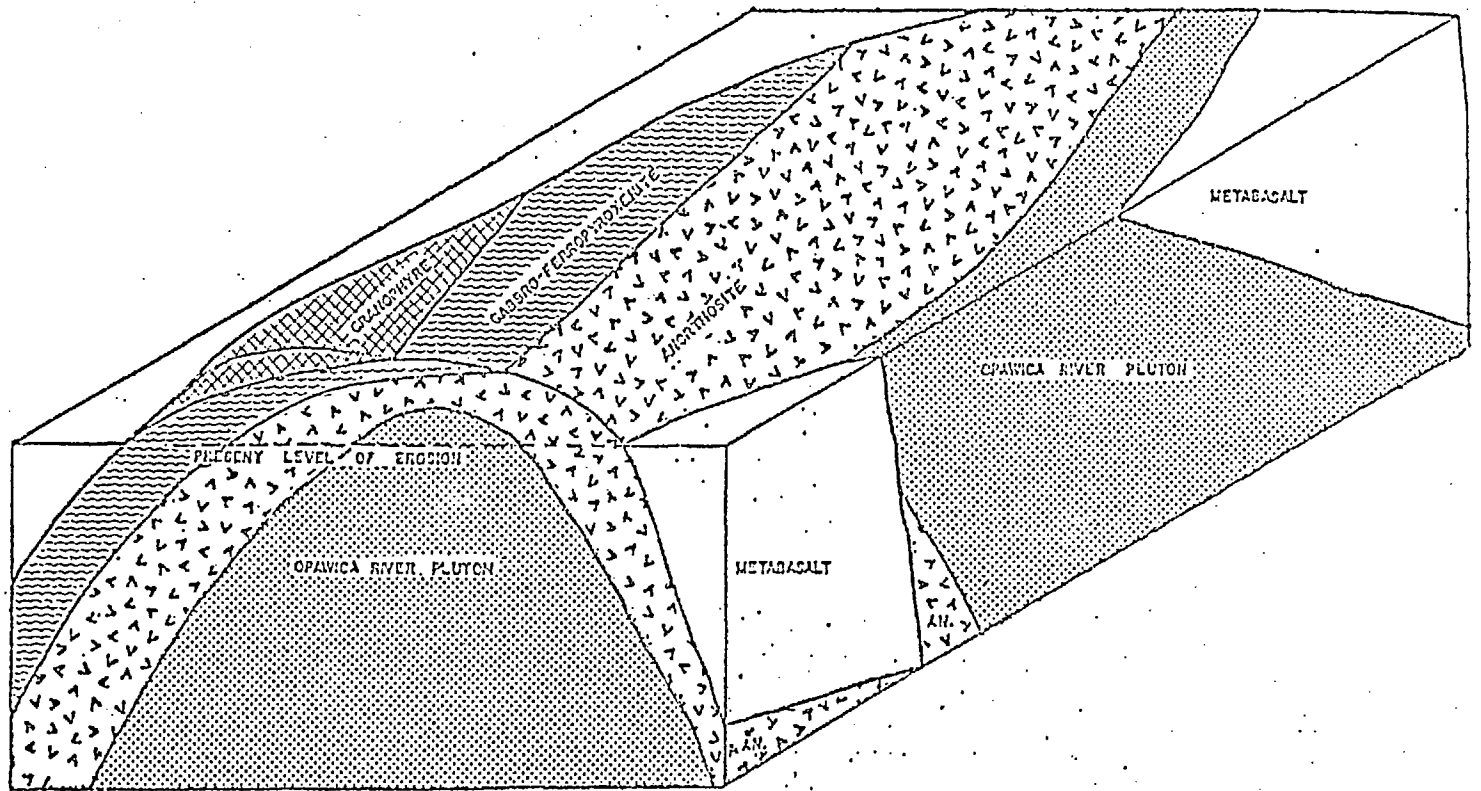 METABASALT
GRANOPHYRE
GABBRO-FERROPYROXENITE
ANORTHOSITE
OPAWICA RIVER PLUTON
PRESENT LEVEL OF EROSION
OPAWICA RIVER PLUTON
METABASALT
AN.
AN.